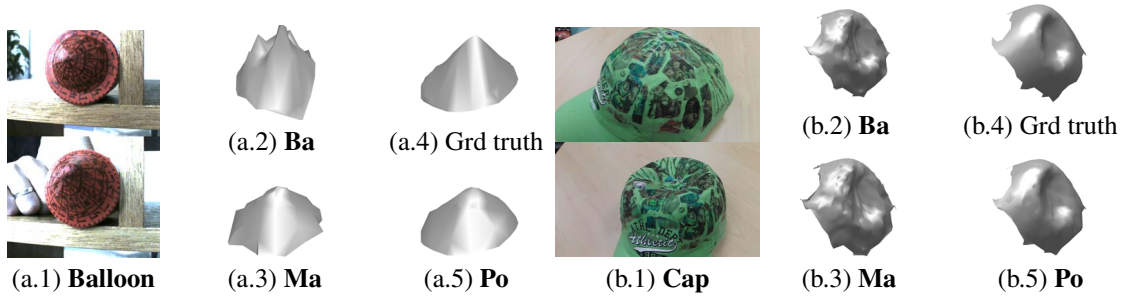 (a.2) Ba
(a.4) Grd truth
(b.2) Ba
(b.4) Grd truth
(a.1) Balloon
(a.3) Ma
(a.5) Po
(b.1) Cap
(b.3) Ma
(b.5) Po